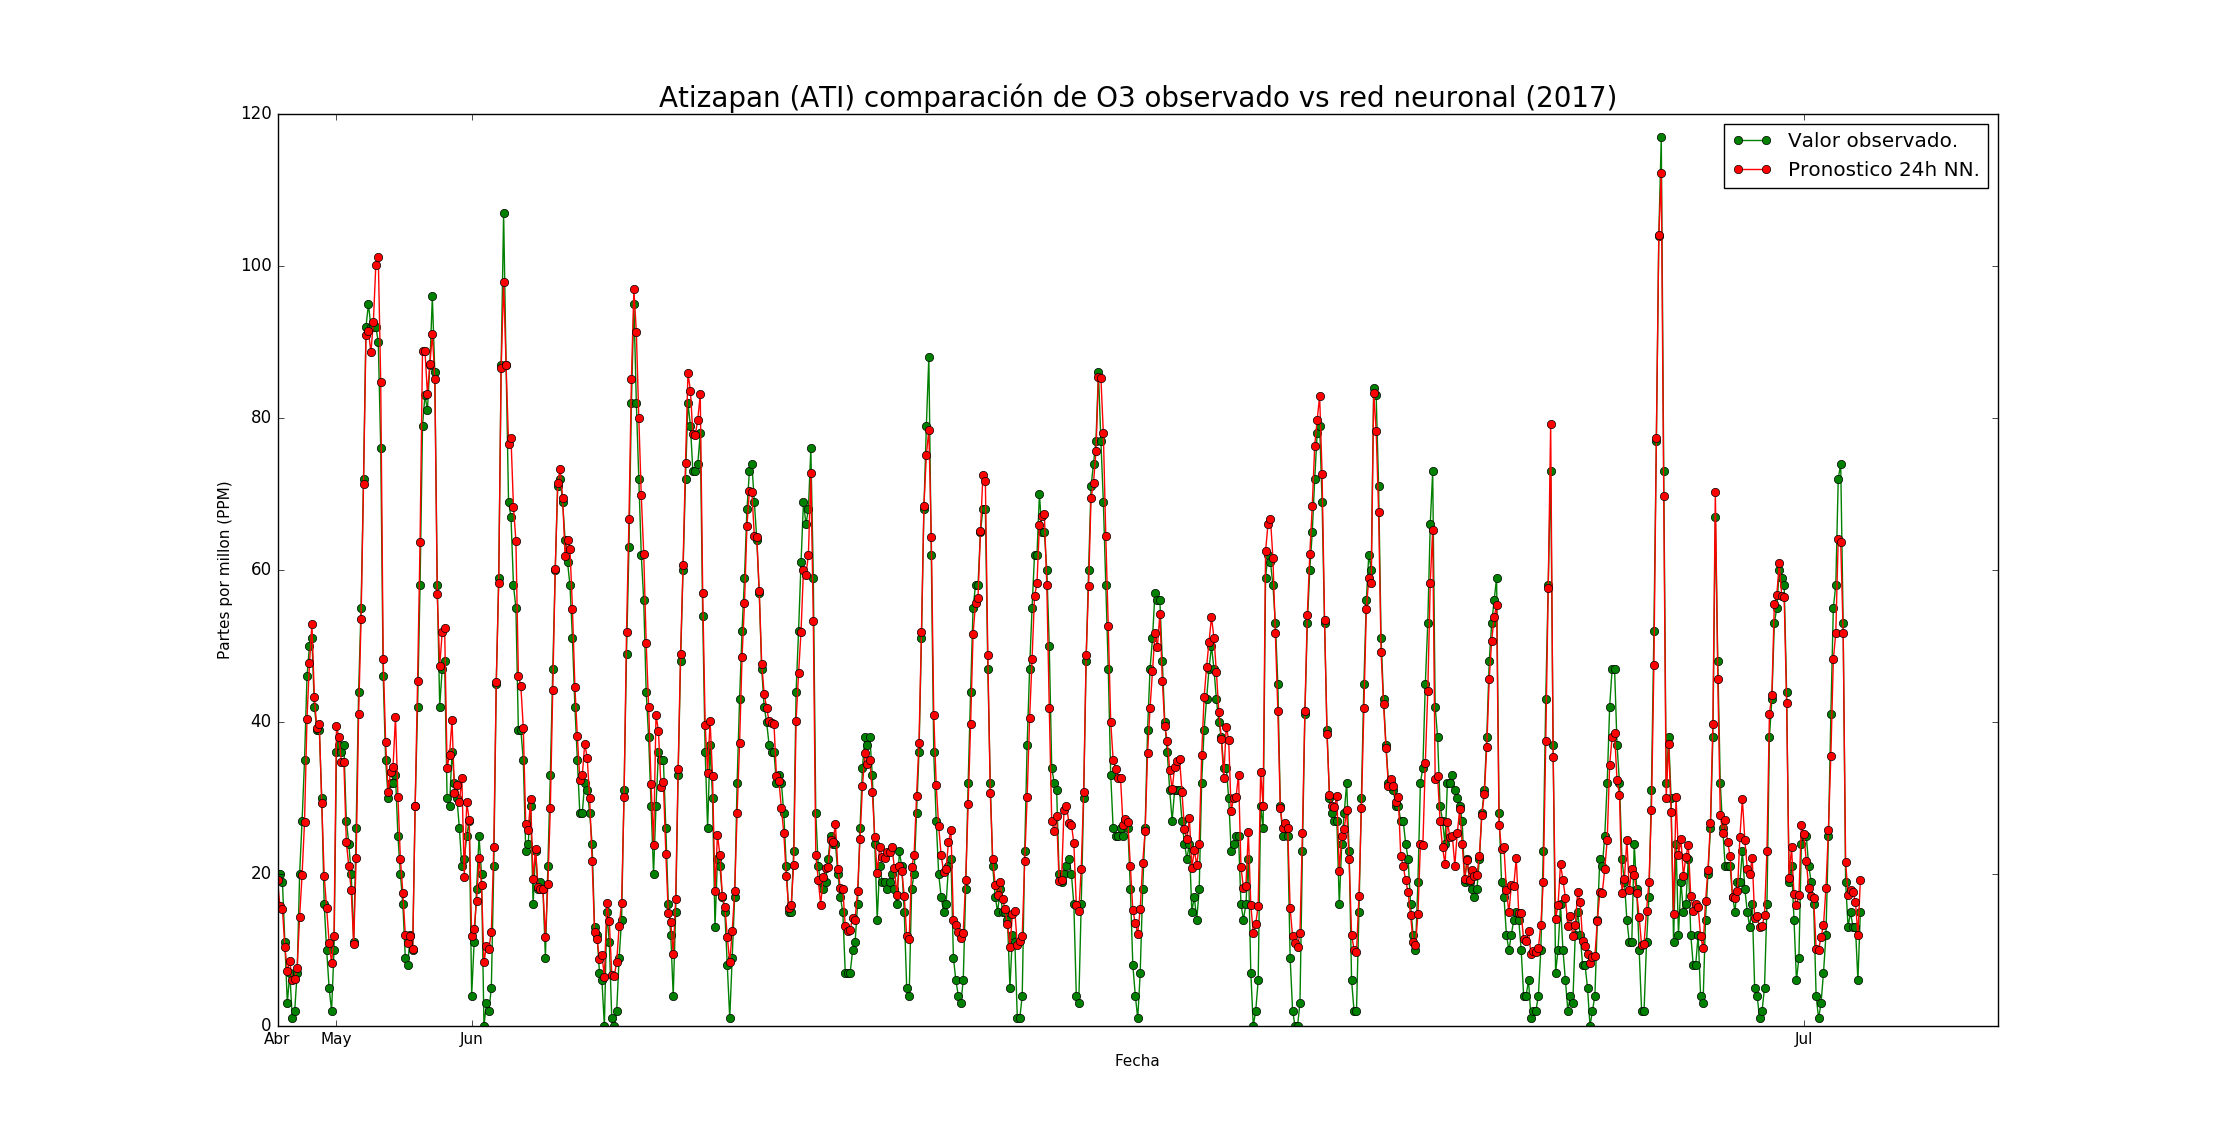 Atizapan (ATI) comparación de O3 observado vs red neuronal (2017)
120
100
80
60
40
20
0
Partes por millon (PPM)
Valor observado.
Pronostico 24h NN.
Abr May Jun Jul
Fecha